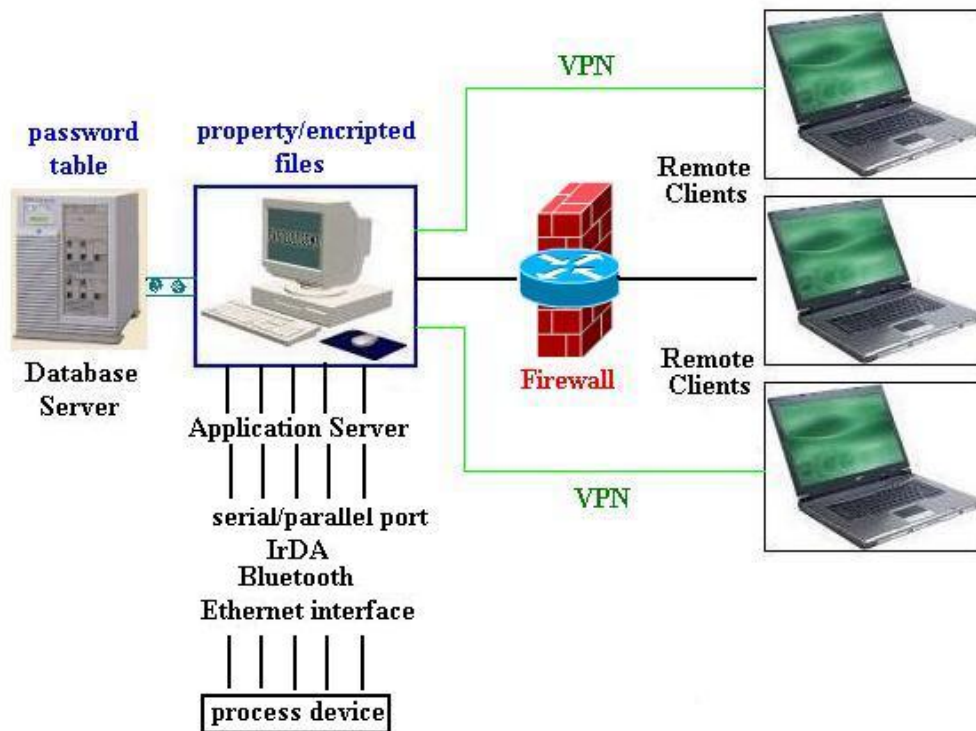 VPN
password
table
property/encripted
files
Remote
Clients
Database
Server
Firewall
Remote
Clients
Application Server
VPN
serial/parallel port
IrDA
Bluetooth
Ethernet interface
process device